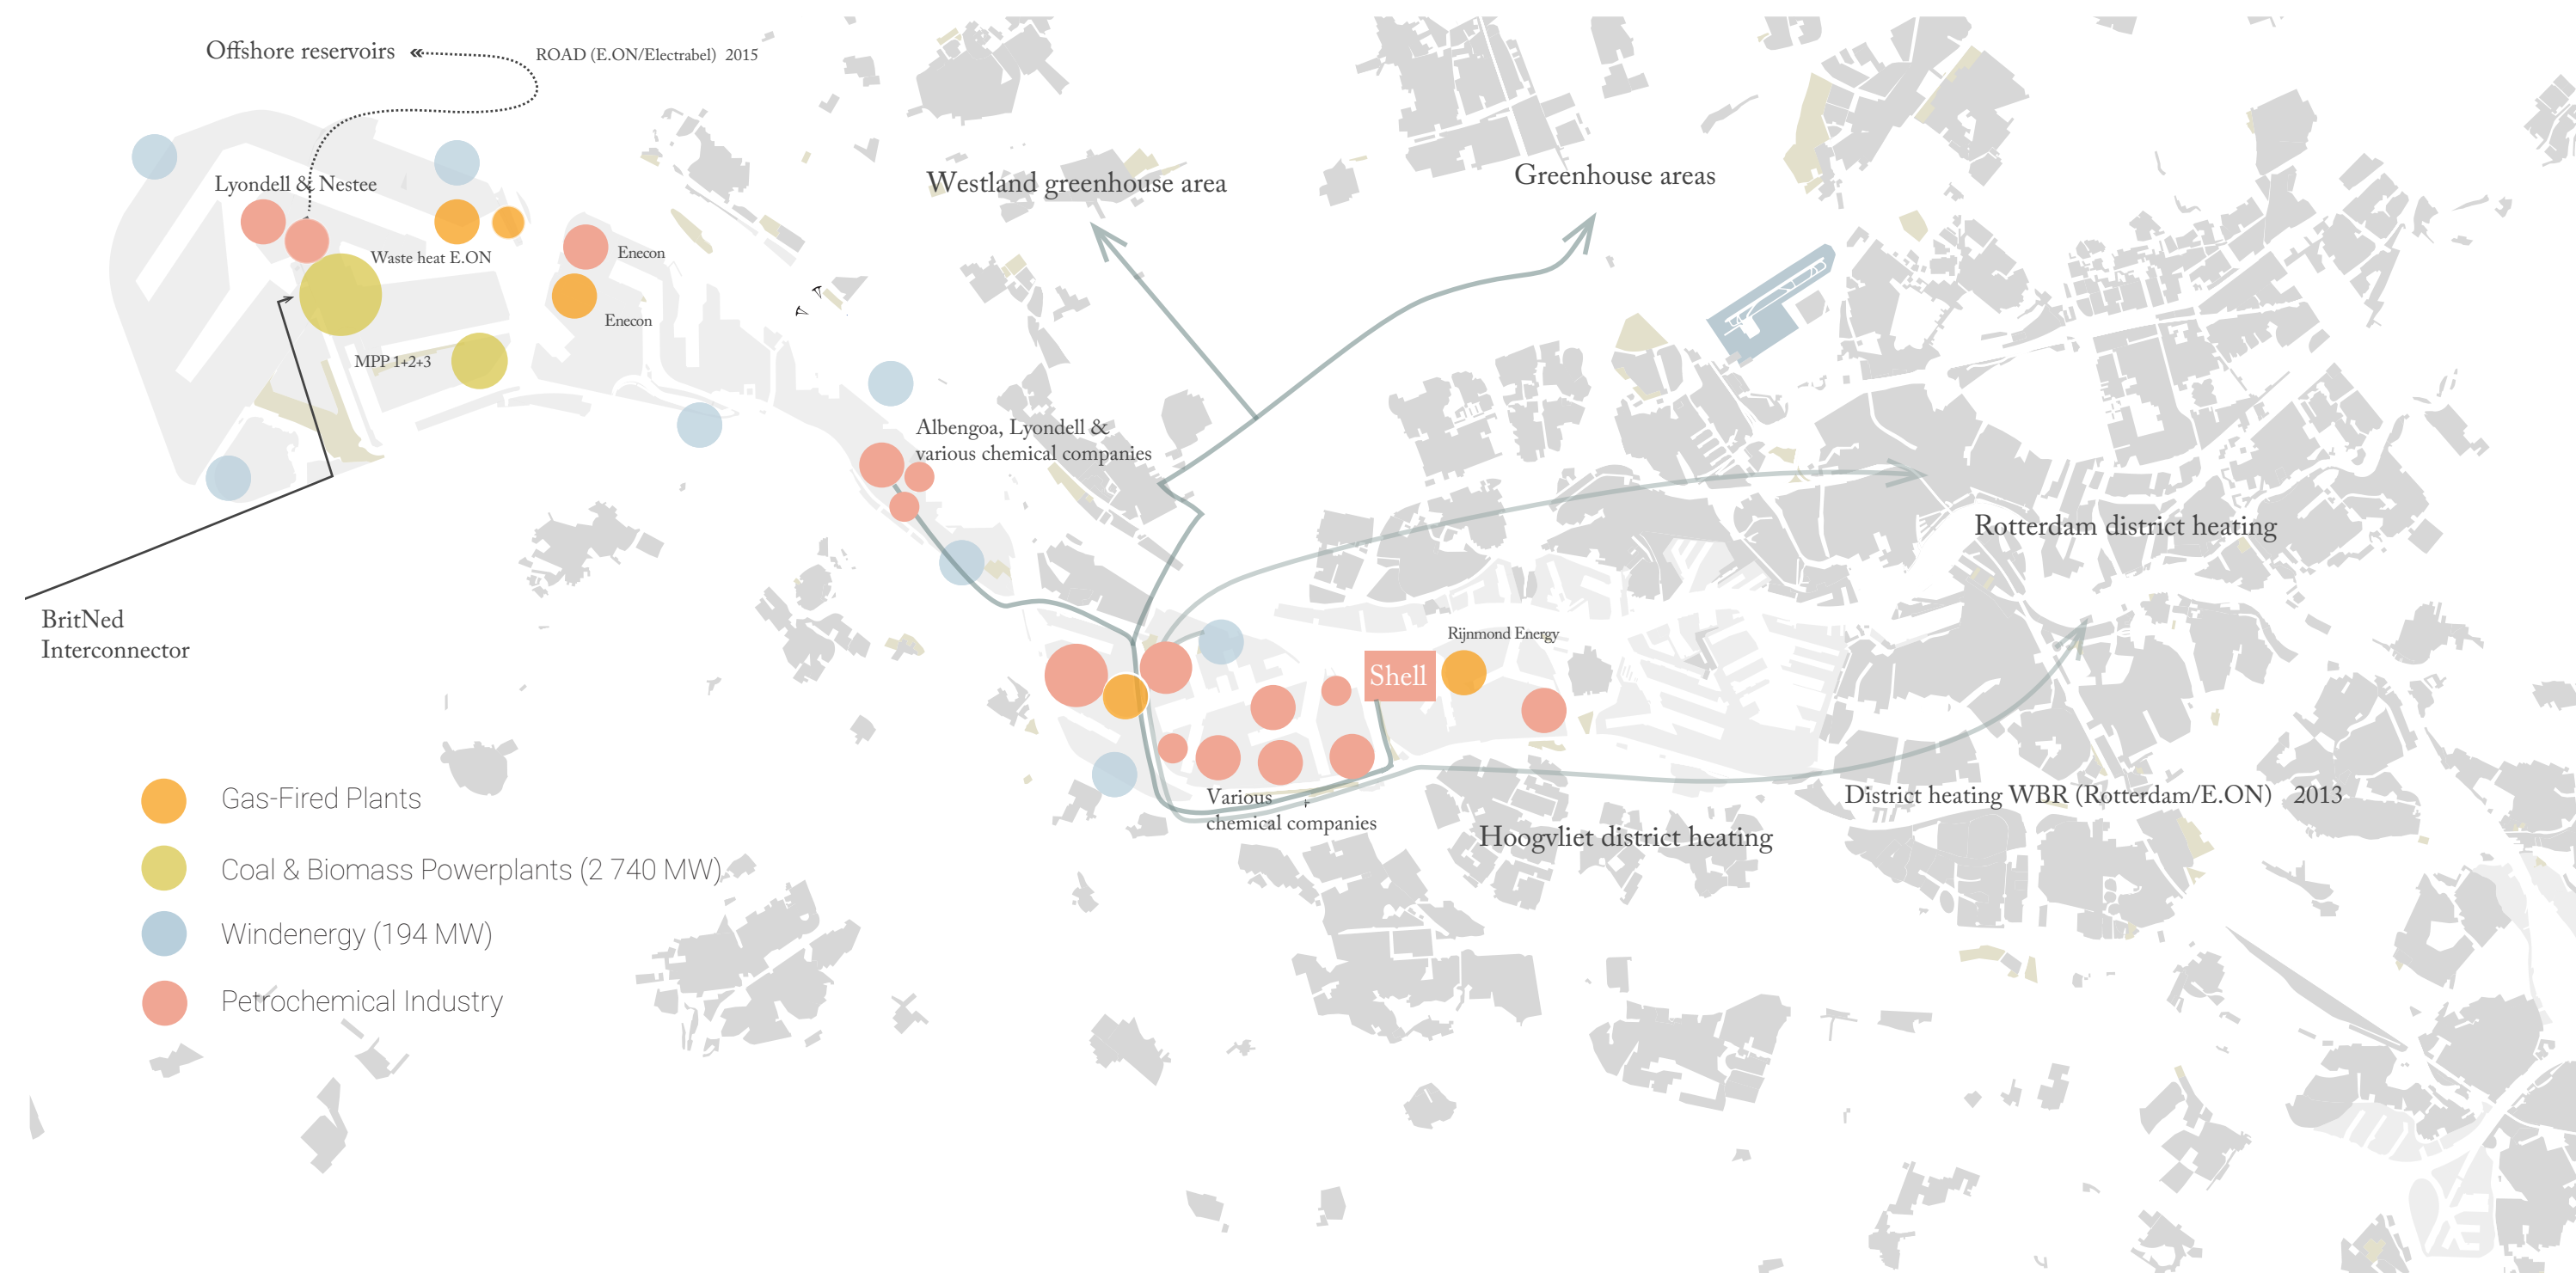 Offshore reservoirs
ROAD (E.ON/Electrabel) 2015
Lyondell & Nestee
Waste heat E.ON
Enecon
Enecon
MPP 1+2+3
Westland greenhouse area
Greenhouse areas
Albengoa, Lyondell &
various chemical companies
BritNed
Interconnector
Rotterdam district heating
Rijnmond Energy
Shell
Various
chemical companies
District heating WBR (Rotterdam/E.ON) 2013
Hoogvliet district heating
Gas-Fired Plants
Coal & Biomass Powerplants (2 740 MW)
Windenergy (194 MW)
Petrochemical Industry